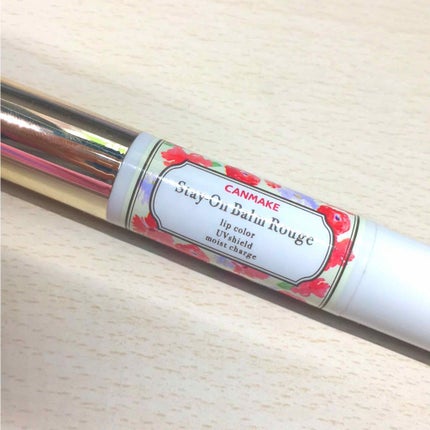 CANMAKE
Stay-On Balm Rouge
lip color
UVshield
moist charge